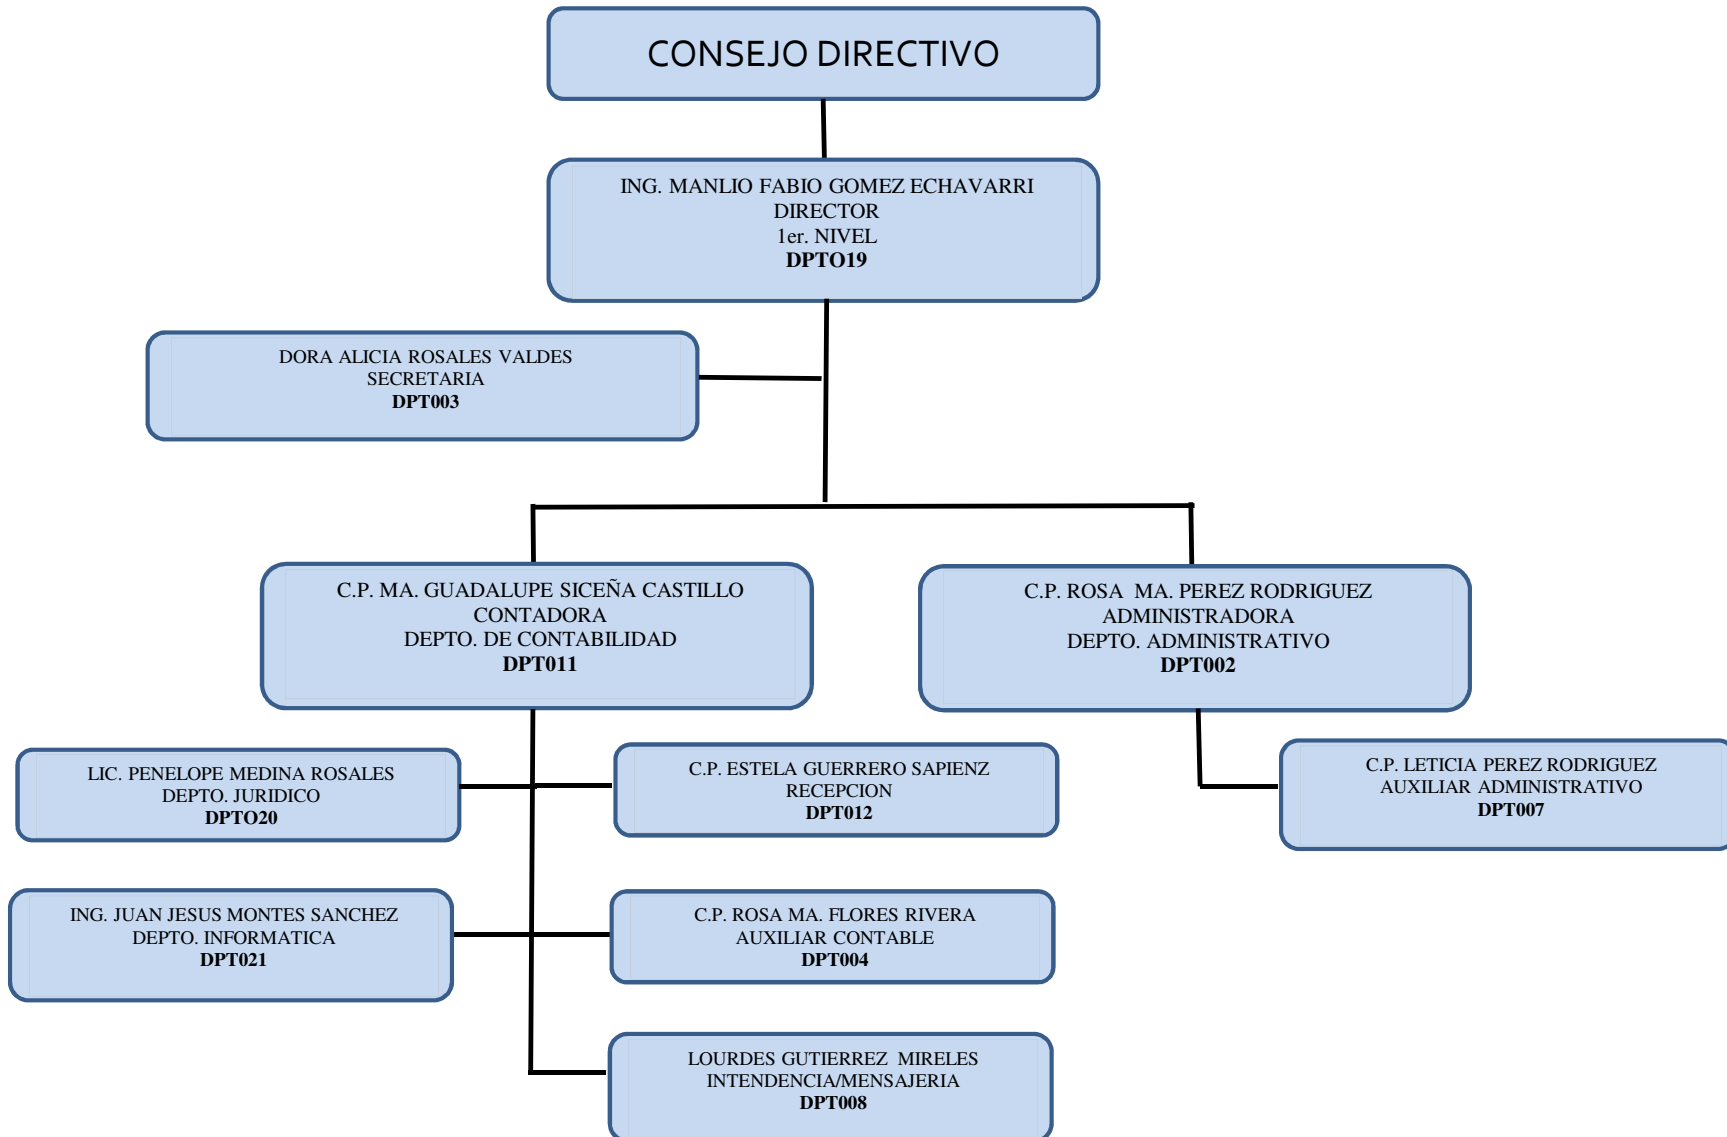 CONSEJO DIRECTIVO
ING. MANLIO FABIO GOMEZ ECHAVARRI
DIRECTOR
1er. NIVEL
DPTO19
DORA ALICIA ROSALES VALDES
SECRETARIA
DPT003
C.P. MA. GUADALUPE SICEÑA CASTILLO
CONTADORA
DEPTO. DE CONTABILIDAD
DPT011
C.P. ROSA MA. PEREZ RODRIGUEZ
ADMINISTRADORA
DEPTO. ADMINISTRATIVO
DPT002
LIC. PENELOPE MEDINA ROSALES
DEPTO. JURIDICO
DPTO20
C.P. ESTELA GUERRERO SAPIENZ
RECEPCION
DPT012
C.P. LETICIA PEREZ RODRIGUEZ
AUXILIAR ADMINISTRATIVO
DPT007
ING. JUAN JESUS MONTES SANCHEZ
DEPTO. INFORMATICA
DPT021
C.P. ROSA MA. FLORES RIVERA
AUXILIAR CONTABLE
DPT004
LOURDES GUTIERREZ MIRELES
INTENDENCIA/MENSAJERIA
DPT008